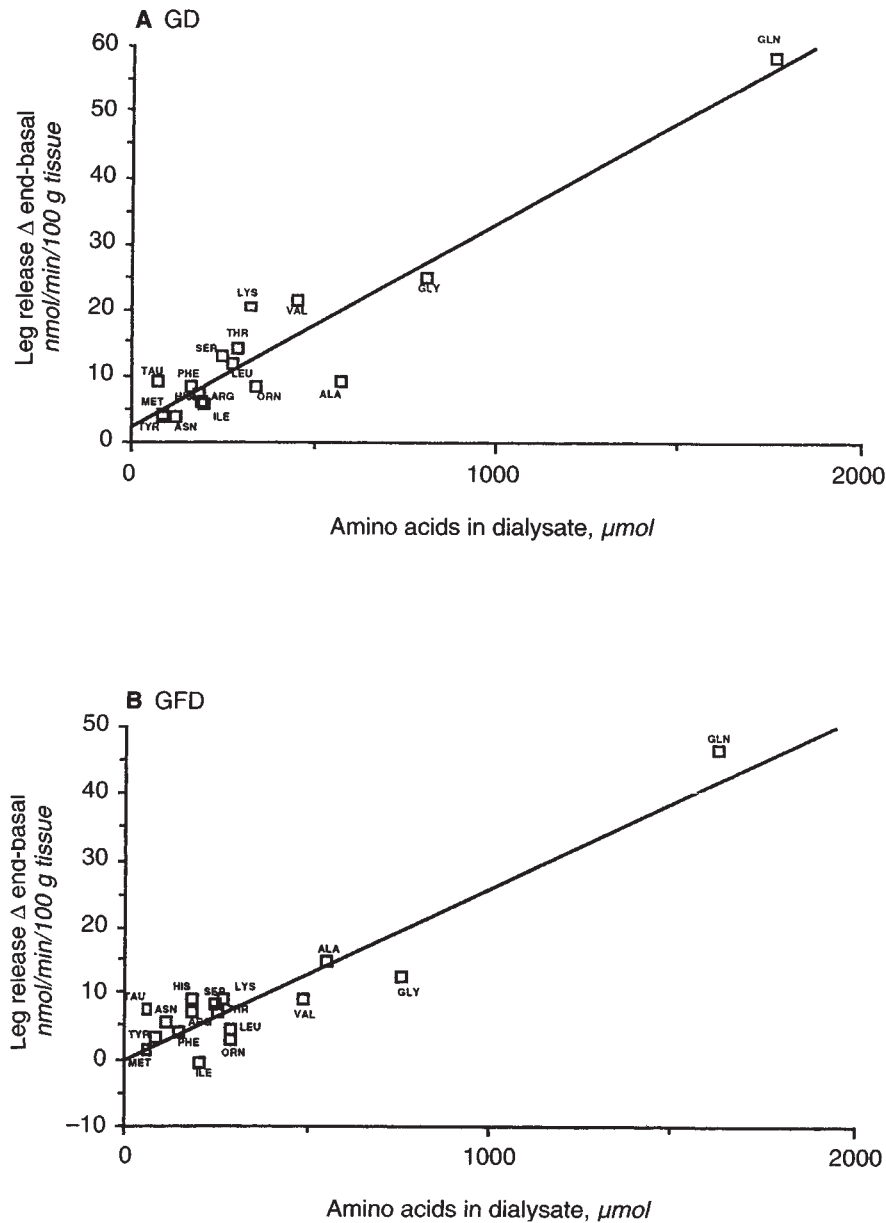 A GD
60
50
40
30
20
10
0
Leg release Δ end-basal
nmol/min/100 g tissue
GLN
GLY
LYS
VAL
THR
SER
LEU
TAU
PHE
ARG
ORN
ALA
MET
ILE
TYR
ASN
0
1000
2000
Amino acids in dialysate, μmol
B GFD
50
40
30
20
10
0
−10
Leg release Δ end-basal
nmol/min/100 g tissue
GLN
ALA
GLY
HIS
SER
LYS
VAL
TAU
ASN
ARG
THR
LEU
TYR
PHE
ORN
MET
ILE
0
1000
2000
Amino acids in dialysate, μmol